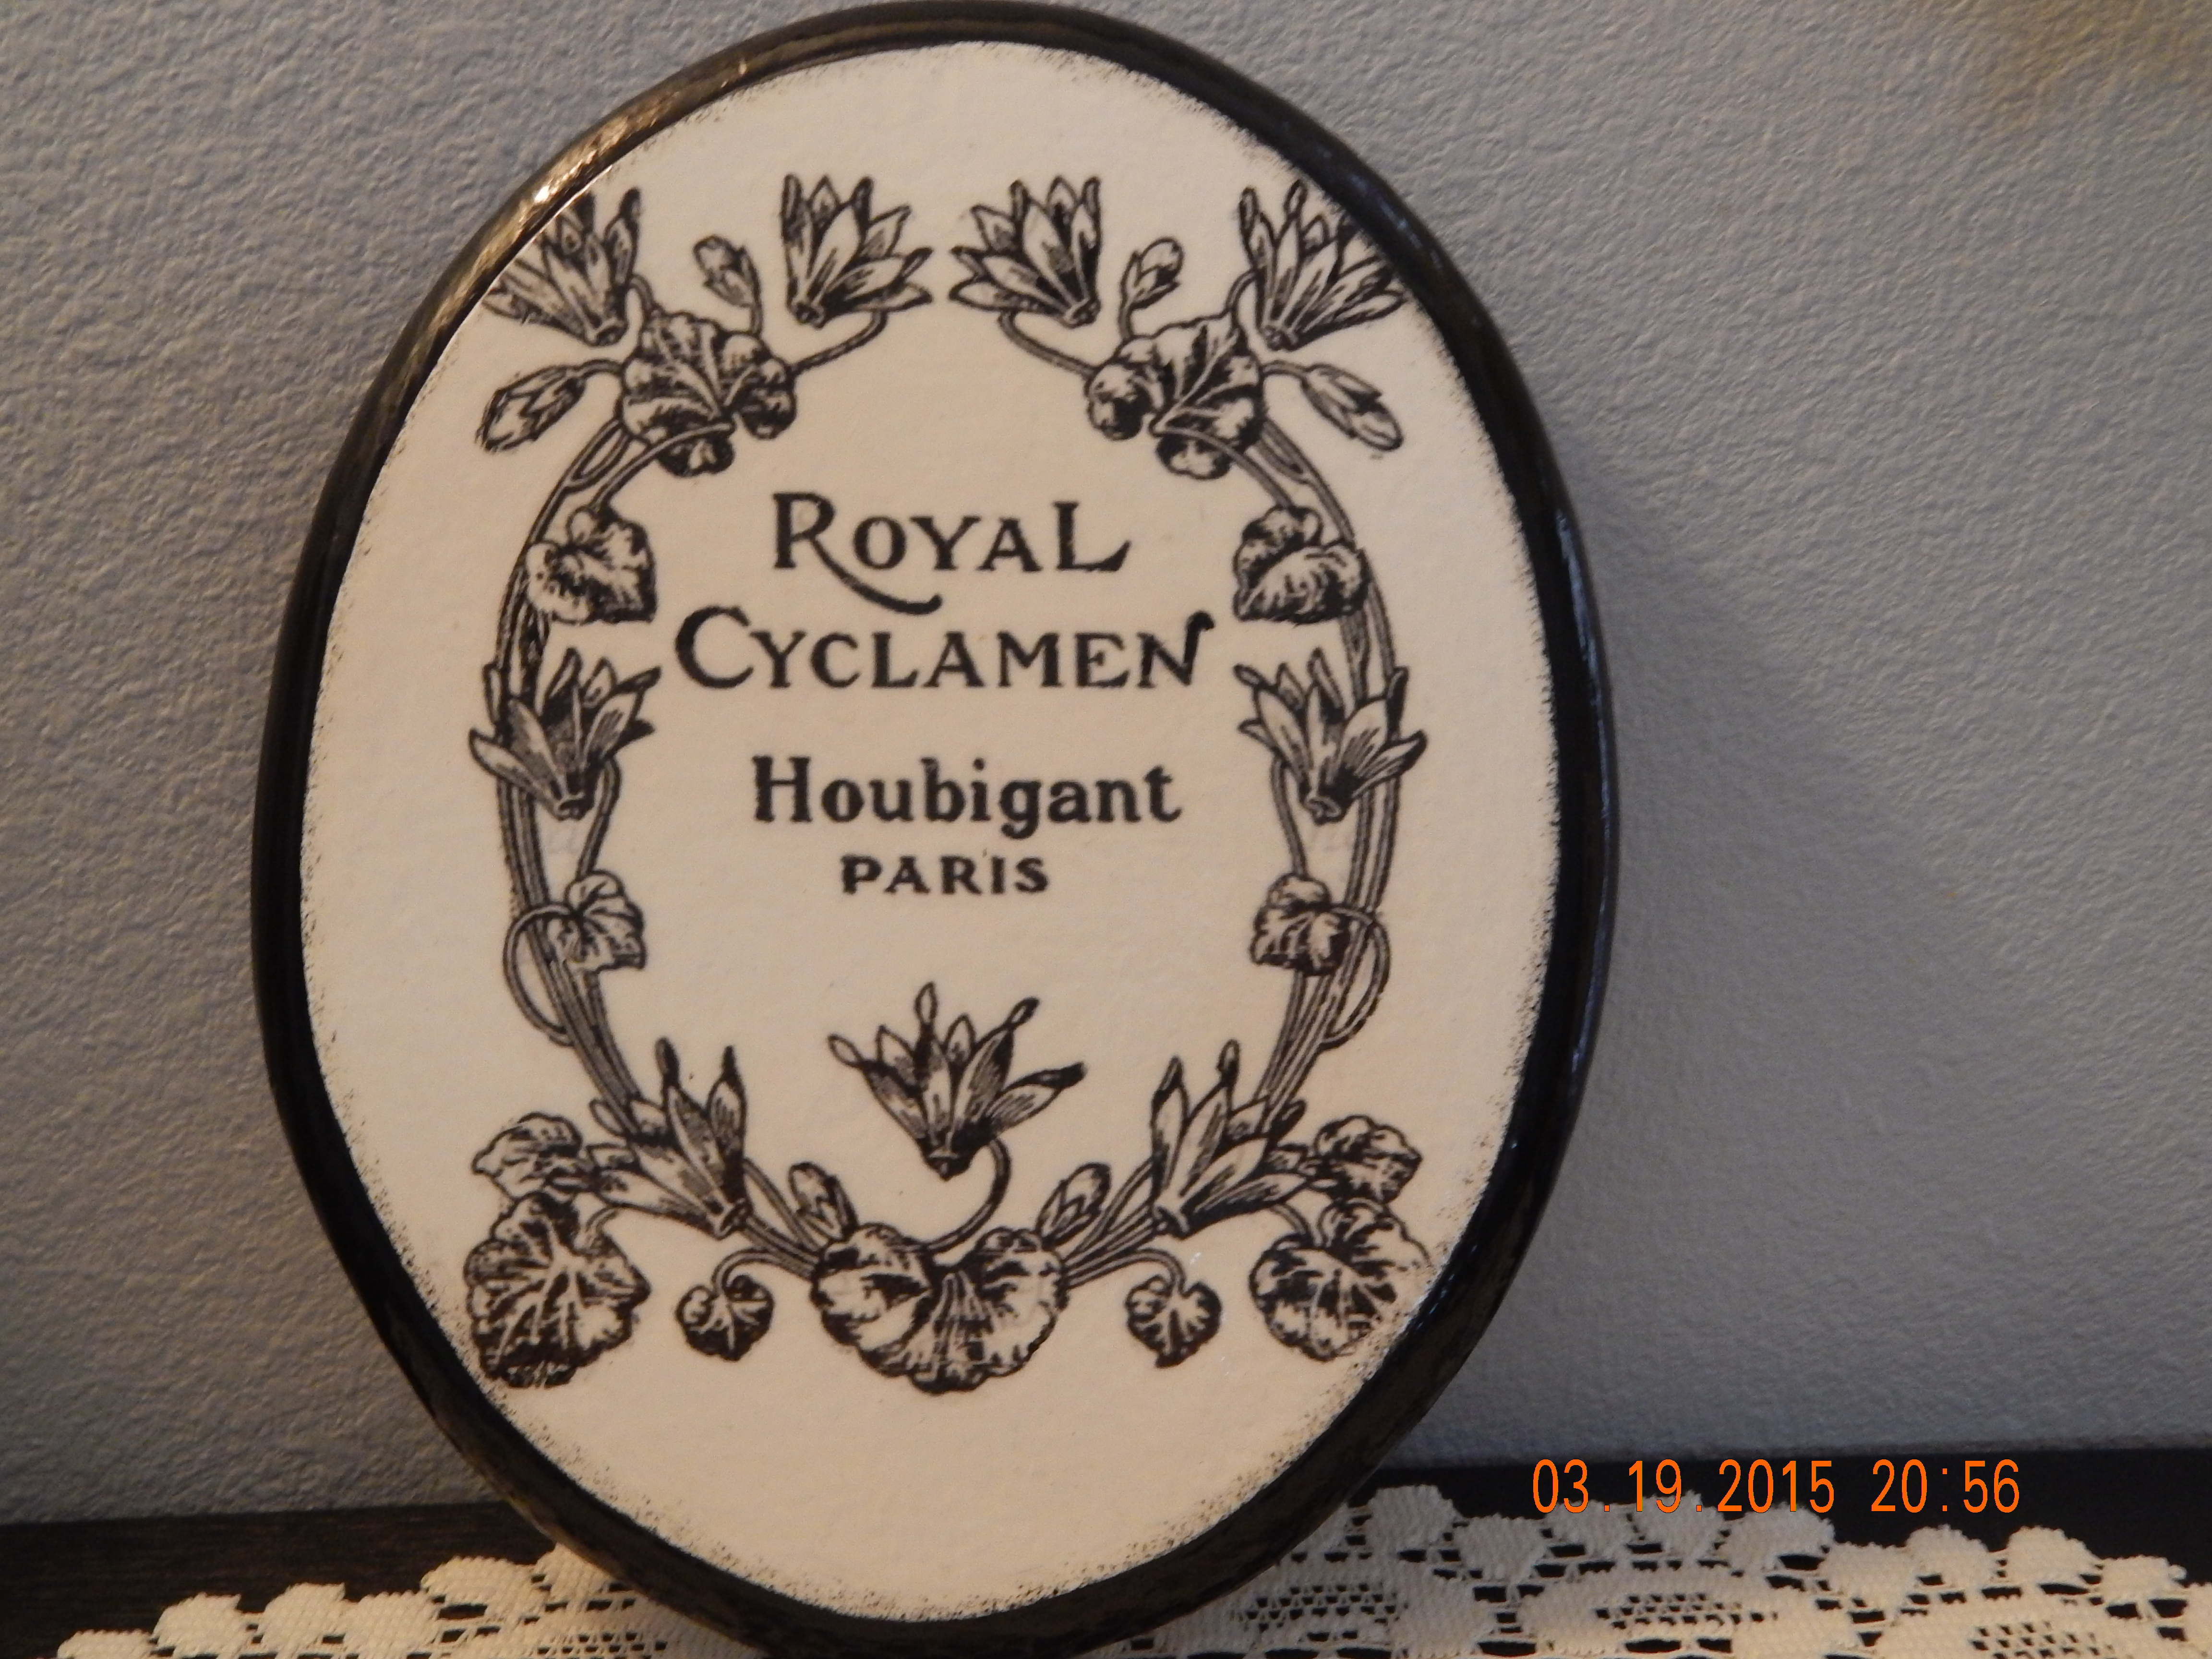 ROYAL
CYCLAMEN
Houbigant
PARIS
03.19.2015 20:56